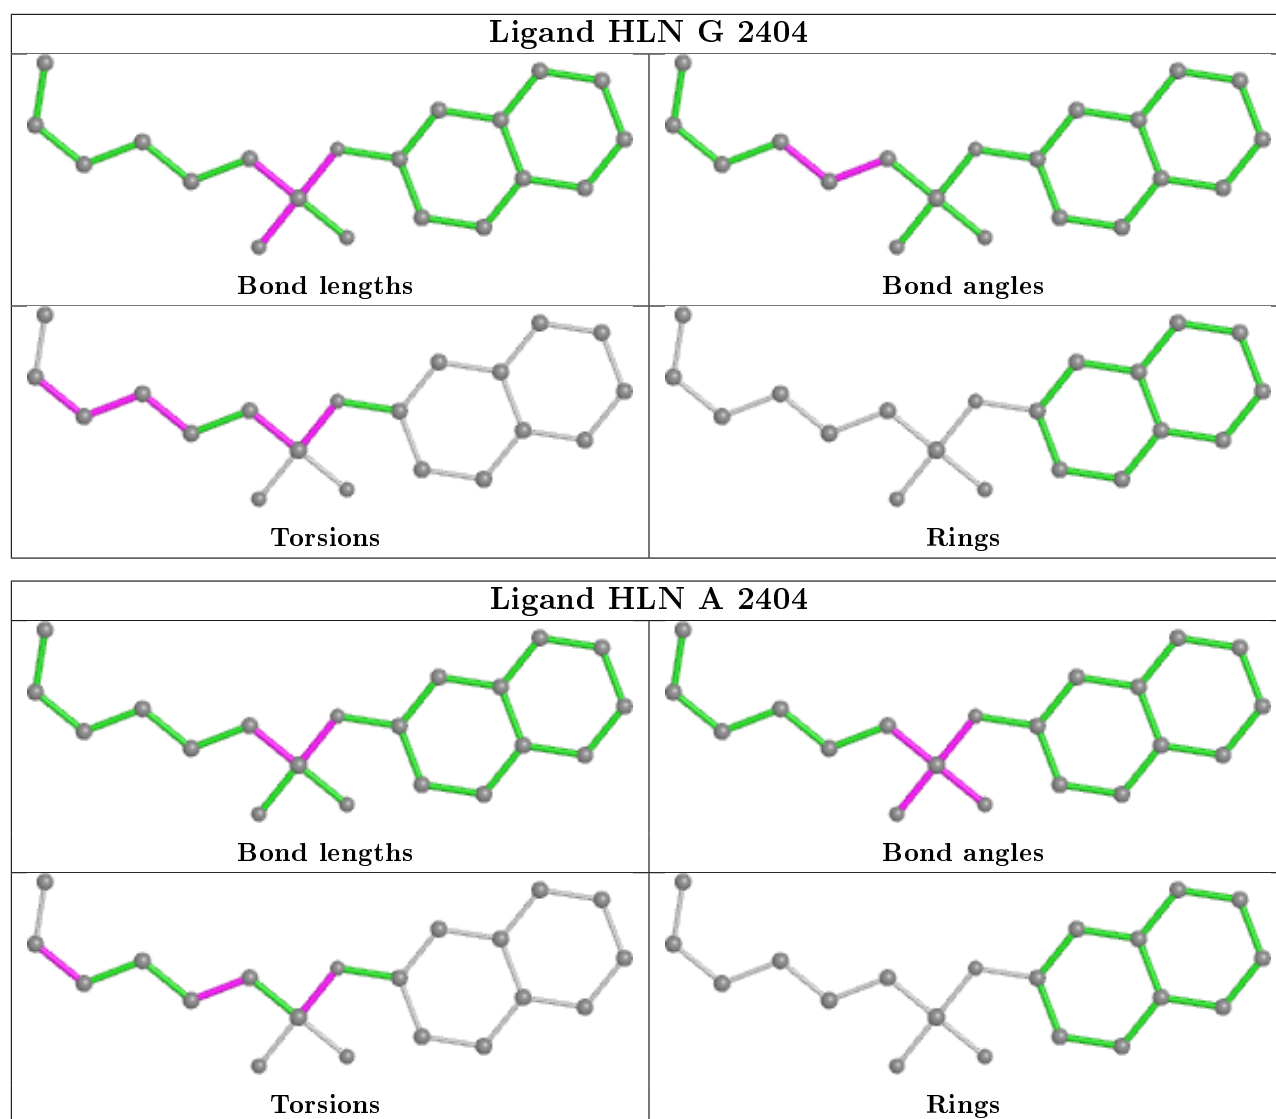 Ligand HLN G 2404
Bond lengths
Bond angles
Torsions
Rings
Ligand HLN A 2404
Bond lengths
Bond angles
Torsions
Rings